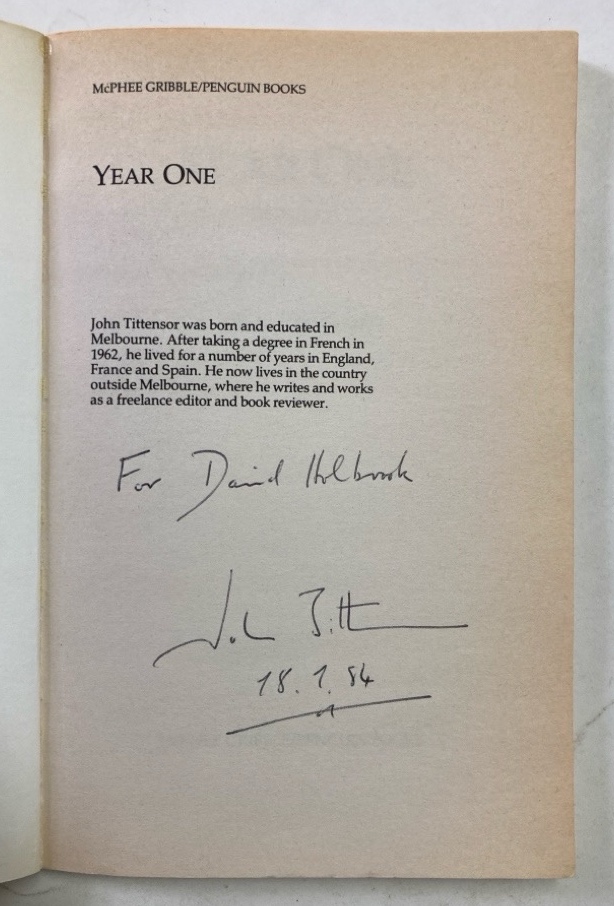 McPHEE GRIBBLE/PENGUIN BOOKS
YEAR ONE
John Tittensor was born and educated in
Melbourne. After taking a degree in French in
1962, he lived for a number of years in England,
France and Spain. He now lives in the country
outside Melbourne, where he writes and works
as a freelance editor and book reviewer.
For David Holbrook
John Titt
18.1.84